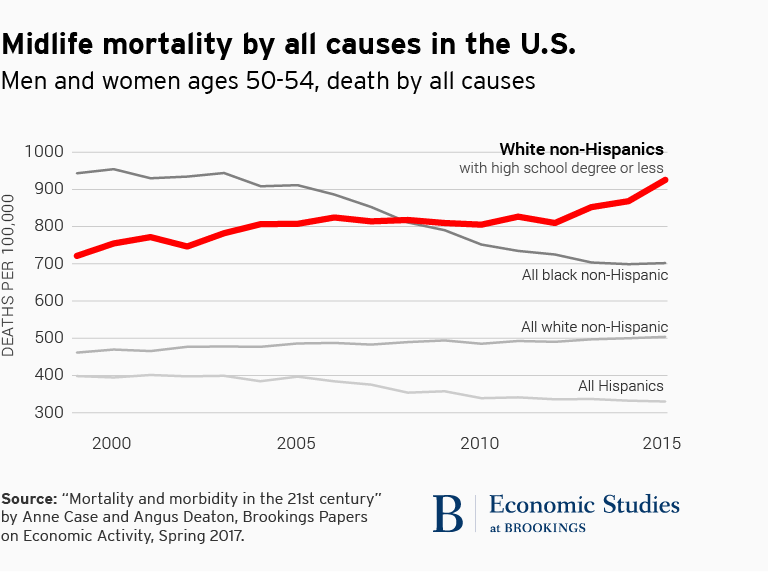 Midlife mortality by all causes in the U.S.
Men and women ages 50-54, death by all causes
DEATHS PER 100,000
1000
900
800
700
600
500
400
300
White non-Hispanics
with high school degree or less
All black non-Hispanic
All white non-Hispanic
All Hispanics
2000
2005
2010
2015
Source: “Mortality and morbidity in the 21st century”
by Anne Case and Angus Deaton, Brookings Papers
on Economic Activity, Spring 2017.
B
Economic Studies
at BROOKINGS